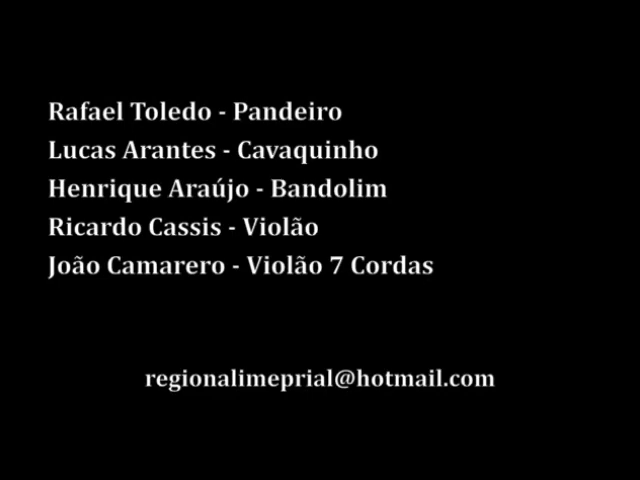 Rafael Toledo - Pandeiro
Lucas Arantes - Cavaquinho
Henrique Araújo - Bandolim
Ricardo Cassis - Violão
João Camarero - Violão 7 Cordas
regionalimeprial@hotmail.com